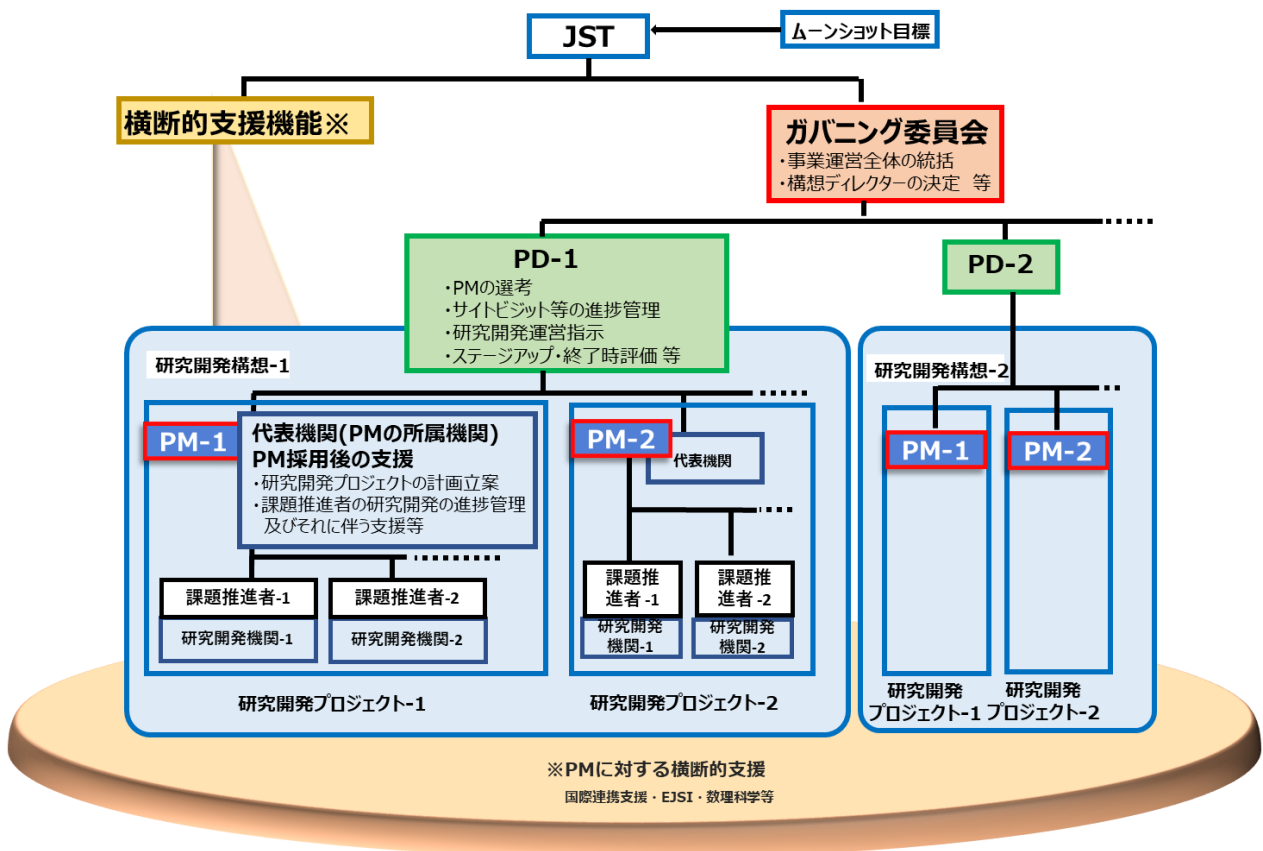 JST
ムーンショット目標
横断的支援機能※
ガバニング委員会
・事業運営全体の統括
・構想ディレクターの決定　等
PD-1
・PMの選考
・サイトビジット等の進捗管理
・研究開発運営指示
・ステージアップ・終了時評価 等
PD-2
研究開発構想-1
PM-1
代表機関(PMの所属機関)
PM採用後の支援
・研究開発プロジェクトの計画立案
・課題推進者の研究開発の進捗管理
及びそれに伴う支援等
課題推進者-1
課題推進者-2
研究開発機関-1
研究開発機関-2
研究開発プロジェクト-1
PM-2
代表機関
課題推
進者 -1
課題推
進者 -2
研究開発
機関-1
研究開発
機関-2
研究開発プロジェクト-2
研究開発構想-2
PM-1
PM-2
研究開発
プロジェクト-1
研究開発
プロジェクト-2
※PMに対する横断的支援
国際連携支援・EJSI・数理科学等